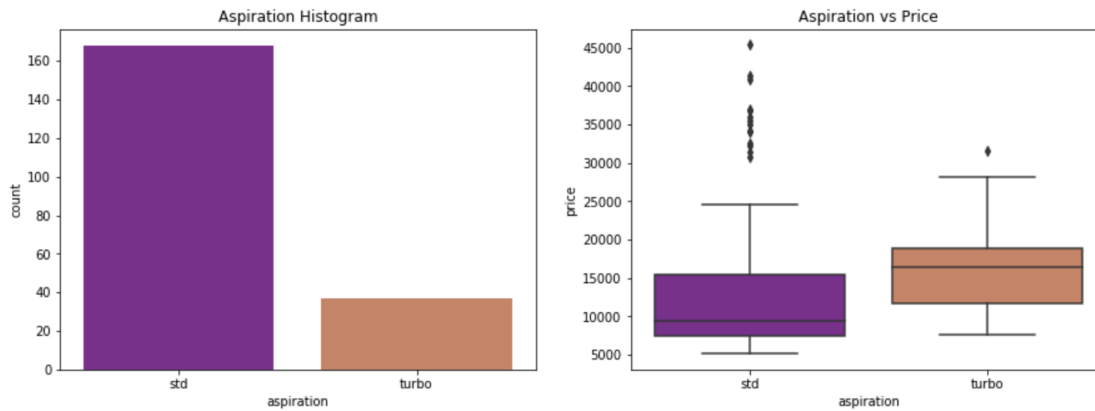 Aspiration Histogram
160
140
120
100
80
60
40
20
0
count
std
turbo
aspiration
Aspiration vs Price
45000
40000
35000
30000
25000
20000
15000
10000
5000
price
std
turbo
aspiration